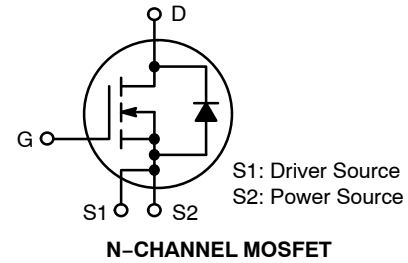 D
G
S1: Driver Source
S2: Power Source
S1
S2
N–CHANNEL MOSFET